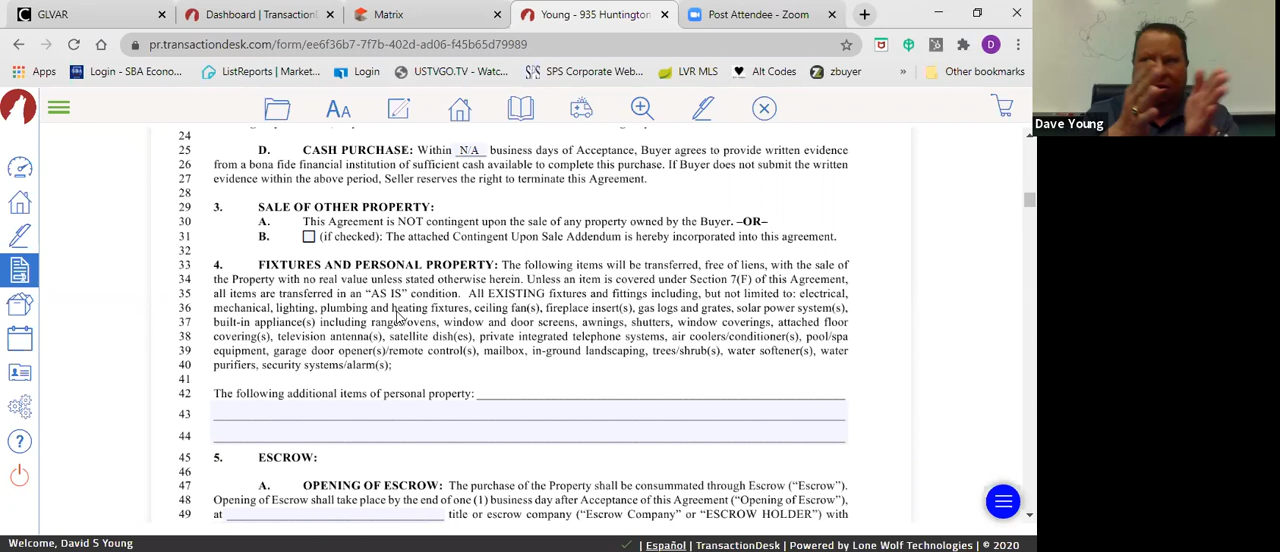 GLVAR
Dashboard | TransactionD
Matrix
Young - 935 Huntington
Post Attendee - Zoom
pr.transactiondesk.com/form/ee6f36b7-7f7b-402d-ad06-f45b65d79989
Apps
Login - SBA Econo...
ListReports | Market...
Login
USTVGO.TV - Watc...
SPS Corporate Web...
LVR MLS
Alt Codes
zbuyer
»
Other bookmarks
D
Dave Young
24
25 D. CASH PURCHASE: Within N/A business days of Acceptance, Buyer agrees to provide written evidence
26 from a bona fide financial institution of sufficient cash available to complete this purchase. If Buyer does not submit the written
27 evidence within the above period, Seller reserves the right to terminate this Agreement.
28
29 3. SALE OF OTHER PROPERTY:
30 A. This Agreement is NOT contingent upon the sale of any property owned by the Buyer. –OR–
31 B. (if checked): The attached Contingent Upon Sale Addendum is hereby incorporated into this agreement.
32
33 4. FIXTURES AND PERSONAL PROPERTY: The following items will be transferred, free of liens, with the sale of
34 the Property with no real value unless stated otherwise herein. Unless an item is covered under Section 7(F) of this Agreement,
35 all items are transferred in an “AS IS” condition. All EXISTING fixtures and fittings including, but not limited to: electrical,
36 mechanical, lighting, plumbing and heating fixtures, ceiling fan(s), fireplace insert(s), gas logs and grates, solar power system(s),
37 built-in appliance(s) including range/ovens, window and door screens, awnings, shutters, window coverings, attached floor
38 covering(s), television antenna(s), satellite dish(es), private integrated telephone systems, air coolers/conditioner(s), pool/spa
39 equipment, garage door opener(s)/remote control(s), mailbox, in-ground landscaping, trees/shrub(s), water softener(s), water
40 purifiers, security systems/alarm(s);
41
42 The following additional items of personal property:
43
44
45 5. ESCROW:
46
47 A. OPENING OF ESCROW: The purchase of the Property shall be consummated through Escrow (“Escrow”).
48 Opening of Escrow shall take place by the end of one (1) business day after Acceptance of this Agreement (“Opening of Escrow”),
49 at title or escrow company (“Escrow Company” or “ESCROW HOLDER”) with
Welcome, David S Young
Español | TransactionDesk | Powered by Lone Wolf Technologies | © 2020